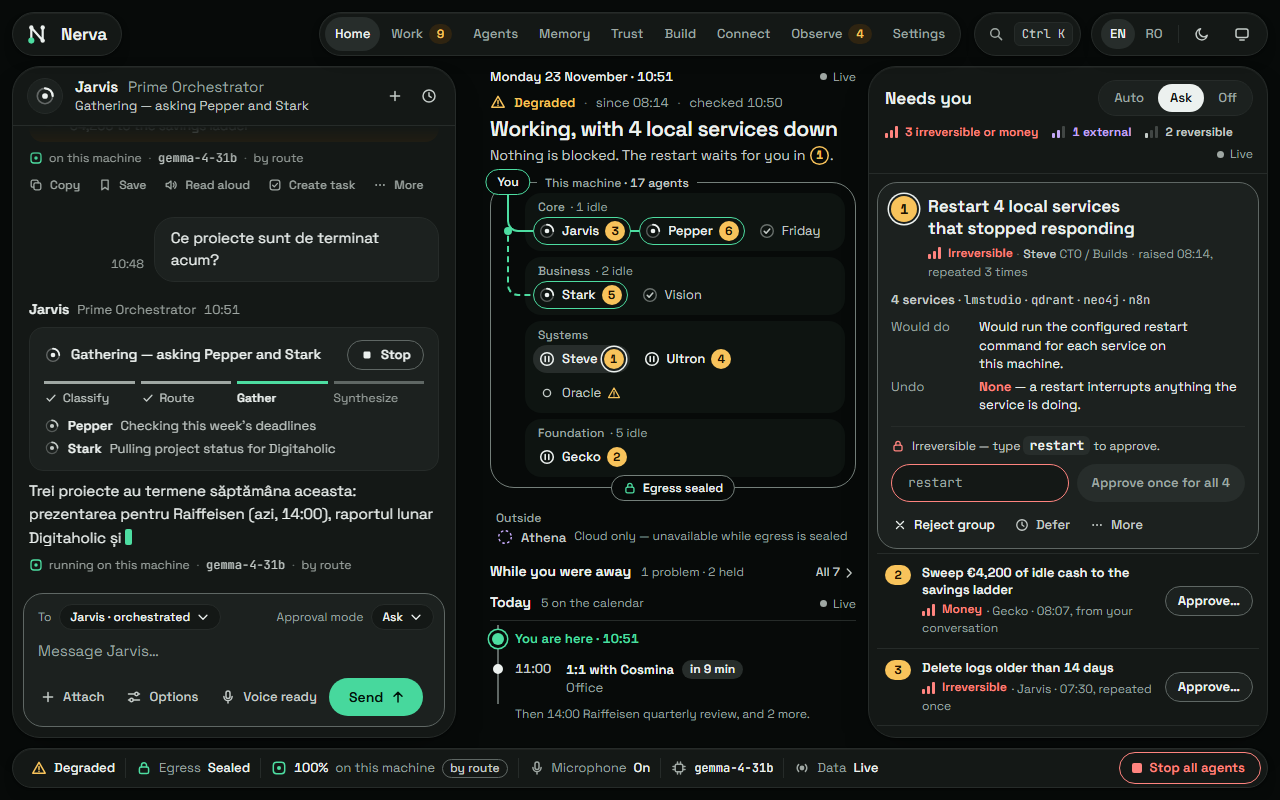 Nerva
Home Work 9 Agents Memory Trust Build Connect Observe 4 Settings
Ctrl K
EN RO
Jarvis Prime Orchestrator
Gathering — asking Pepper and Stark
on this machine · gemma-4-31b · by route
Copy Save Read aloud Create task ··· More
Ce proiecte sunt de terminat
acum?
10:48
Jarvis Prime Orchestrator 10:51
Gathering — asking Pepper and Stark Stop
Classify Route Gather Synthesize
Pepper Checking this week's deadlines
Stark Pulling project status for Digitaholic
Trei proiecte au termene săptămâna aceasta:
prezentarea pentru Raiffeisen (azi, 14:00), raportul lunar
Digitaholic și
running on this machine · gemma-4-31b · by route
To Jarvis · orchestrated Approval mode Ask
Message Jarvis…
Attach Options Voice ready Send
Monday 23 November · 10:51 Live
Degraded · since 08:14 · checked 10:50
Working, with 4 local services down
Nothing is blocked. The restart waits for you in 1.
You This machine · 17 agents
Core · 1 idle
Jarvis 3 Pepper 6 Friday
Business · 2 idle
Stark 5 Vision
Systems
Steve 1 Ultron 4
Oracle
Foundation · 5 idle
Gecko 2
Egress sealed
Outside
Athena Cloud only — unavailable while egress is sealed
While you were away 1 problem · 2 held All 7
Today 5 on the calendar Live
You are here · 10:51
11:00 1:1 with Cosmina in 9 min
Office
Then 14:00 Raiffeisen quarterly review, and 2 more.
Needs you Auto Ask Off
3 irreversible or money 1 external 2 reversible
Live
1 Restart 4 local services
that stopped responding
Irreversible · Steve CTO / Builds · raised 08:14,
repeated 3 times
4 services · lmstudio · qdrant · neo4j · n8n
Would do Would run the configured restart
command for each service on
this machine.
Undo None — a restart interrupts anything the
service is doing.
Irreversible — type restart to approve.
restart Approve once for all 4
Reject group Defer ··· More
2 Sweep €4,200 of idle cash to the
savings ladder
Money · Gecko · 08:07, from your
conversation
Approve…
3 Delete logs older than 14 days
Irreversible · Jarvis · 07:30, repeated
once
Approve…
Degraded Egress Sealed 100% on this machine by route Microphone On gemma-4-31b Data Live Stop all agents